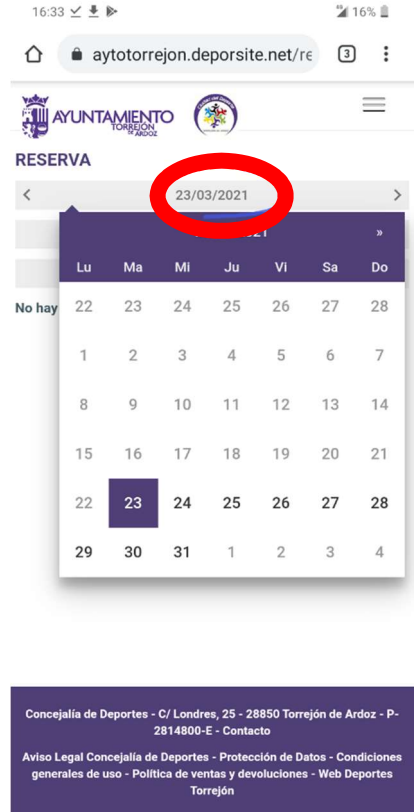 16:33
4G 16%
aytotorrejon.deporsite.net/re 3
AYUNTAMIENTO
TORREJÓN
DE ARDOZ
RESERVA
< 23/03/2021 >
21 »
Lu Ma Mi Ju Vi Sa Do
No hay 22 23 24 25 26 27 28
1 2 3 4 5 6 7
8 9 10 11 12 13 14
15 16 17 18 19 20 21
22 23 24 25 26 27 28
29 30 31 1 2 3 4
Concejalía de Deportes - C/ Londres, 25 - 28850 Torrejón de Ardoz - P-
2814800-E - Contacto
Aviso Legal Concejalía de Deportes - Protección de Datos - Condiciones
generales de uso - Política de ventas y devoluciones - Web Deportes
Torrejón